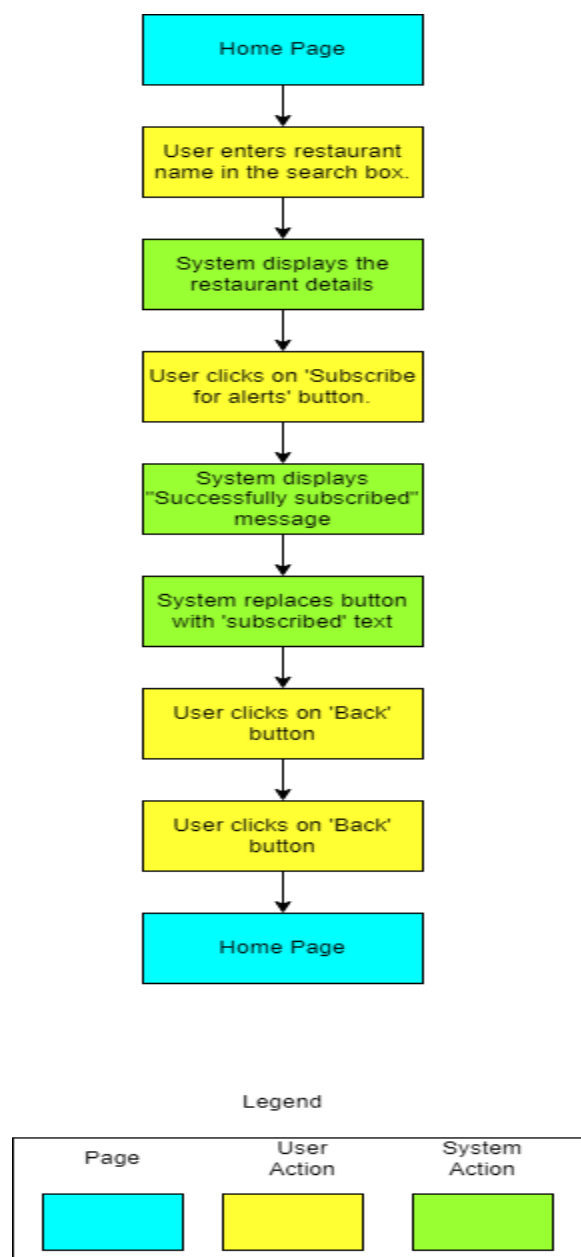 Home Page
User enters restaurant
name in the search box.
System displays the
restaurant details
User clicks on 'Subscribe
for alerts' button.
System displays
"Successfully subscribed"
message
System replaces button
with 'subscribed' text
User clicks on 'Back'
button
User clicks on 'Back'
button
Home Page
Legend
Page
User
Action
System
Action